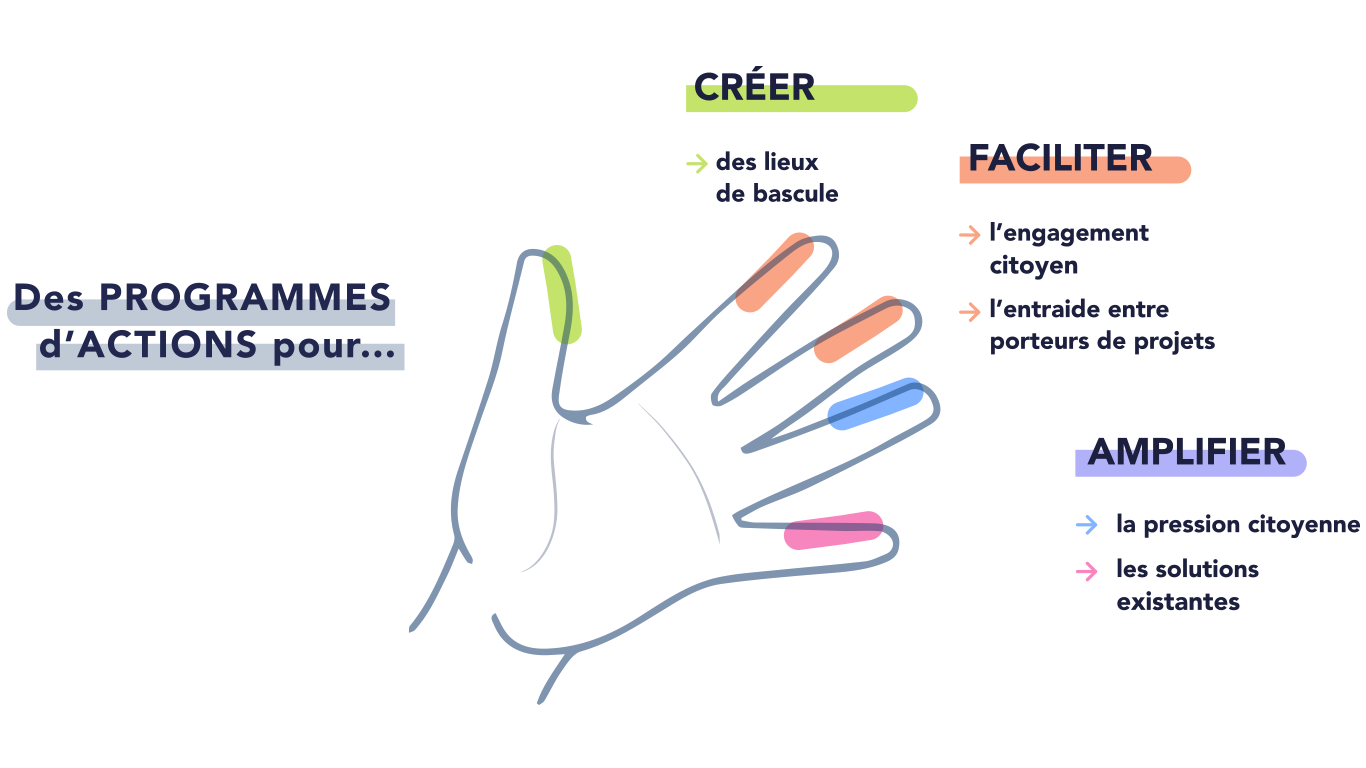 Des PROGRAMMES
d’ACTIONS pour...
CRÉER
des lieux
de bascule
FACILITER
l’engagement
citoyen
l’entraide entre
porteurs de projets
AMPLIFIER
la pression citoyenne
les solutions
existantes